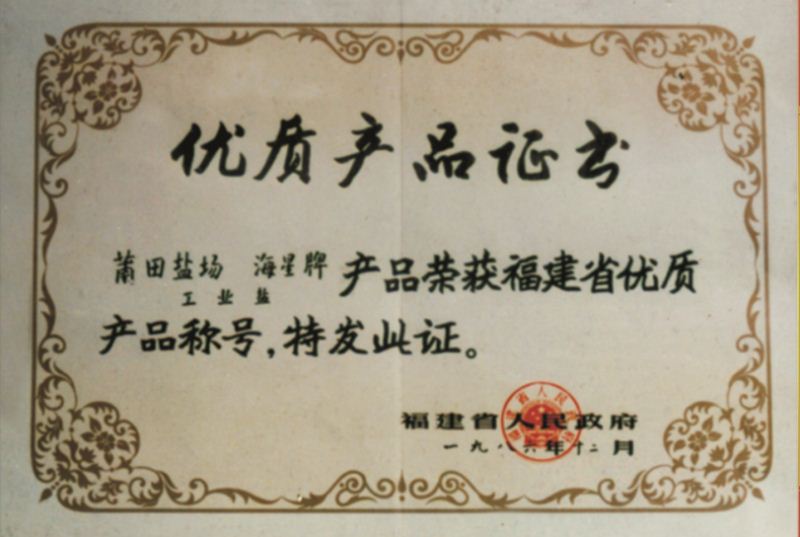 优质产品证书
莆田盐场 海星牌 产品荣获福建省优质
工业盐
产品称号,特发此证。
福建省人民政府
一九八六年十二月